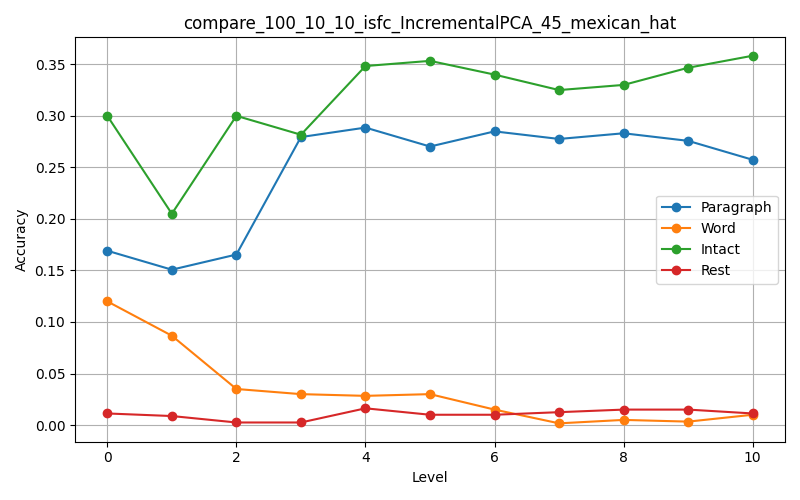 compare_100_10_10_isfc_IncrementalPCA_45_mexican_hat
0.35
0.30
0.25
0.20
0.15
0.10
0.05
0.00
Accuracy
Paragraph
Word
Intact
Rest
0 2 4 6 8 10
Level